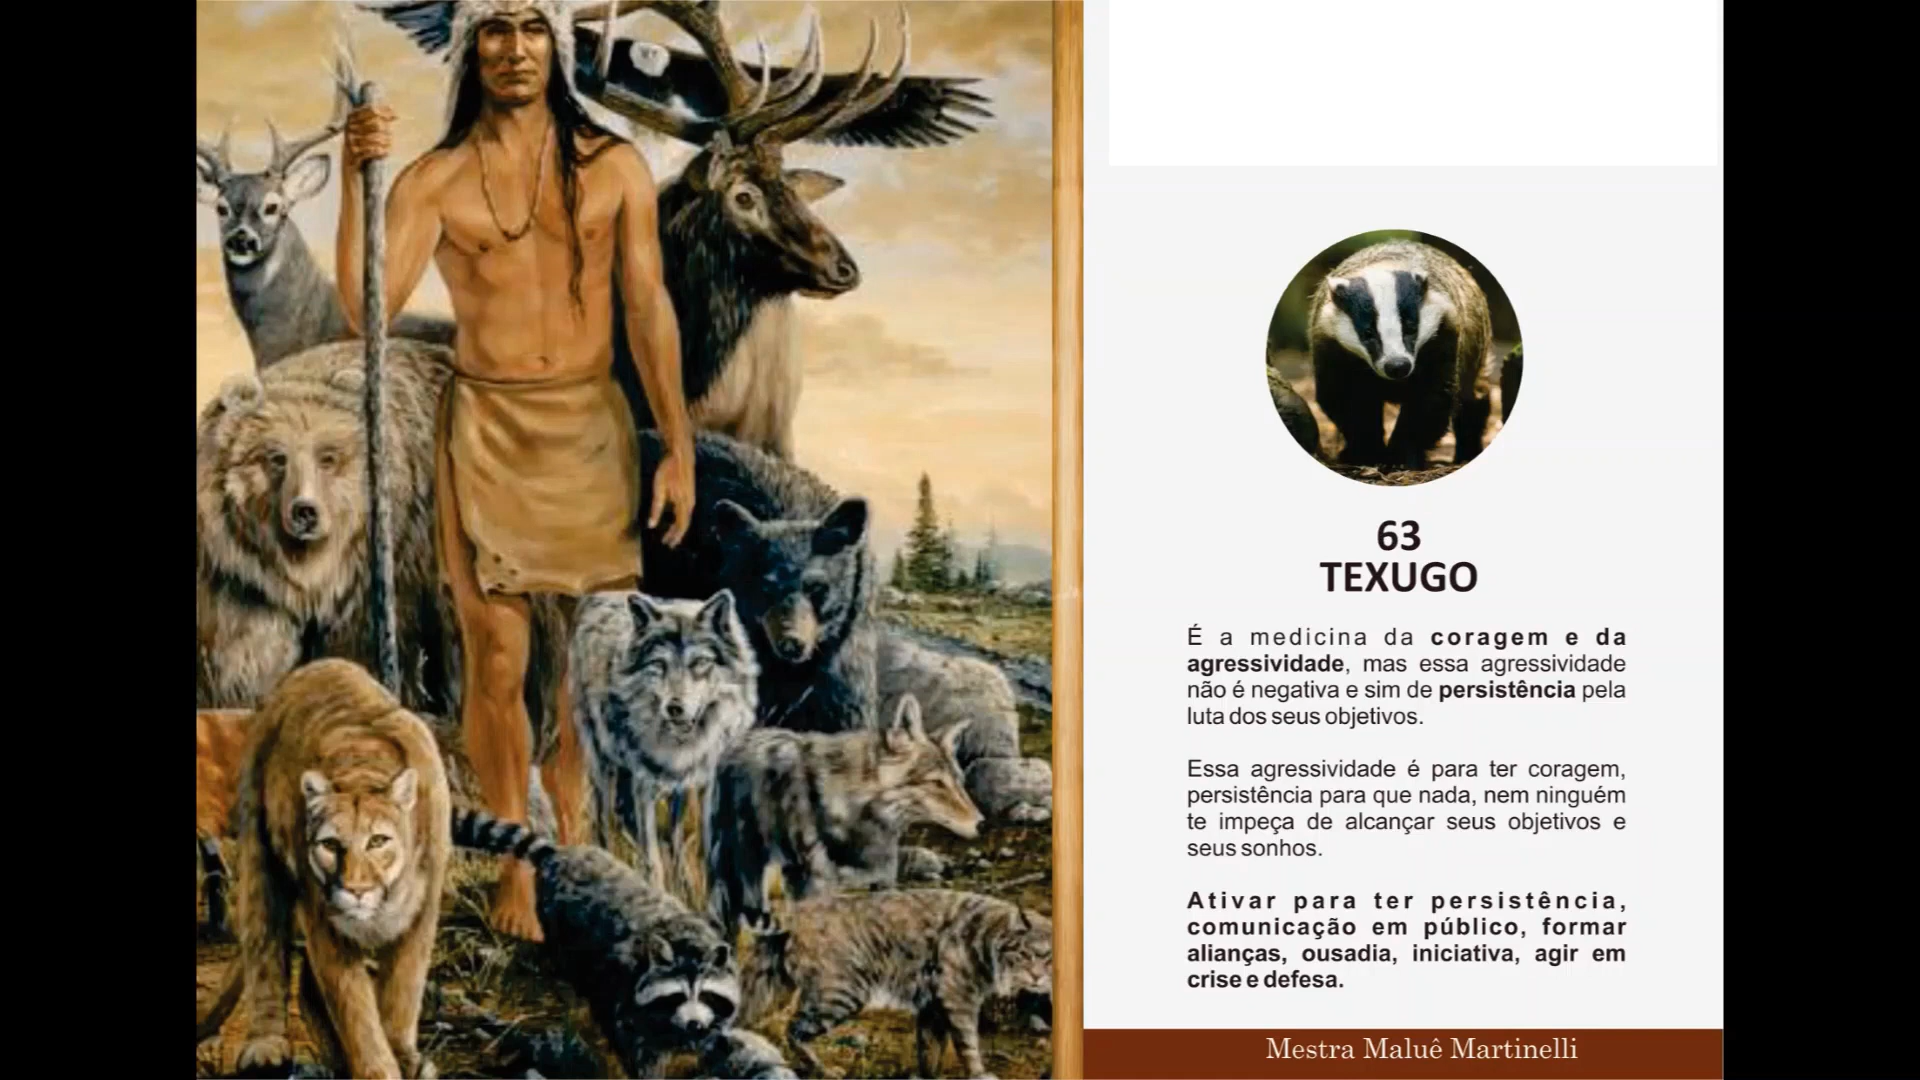 63
TEXUGO
É a medicina da coragem e da
agressividade, mas essa agressividade
não é negativa e sim de persistência pela
luta dos seus objetivos.
Essa agressividade é para ter coragem,
persistência para que nada, nem ninguém
te impeça de alcançar seus objetivos e
seus sonhos.
Ativar para ter persistência,
comunicação em público, formar
alianças, ousadia, iniciativa, agir em
crise e defesa.
Mestra Maluê Martinelli